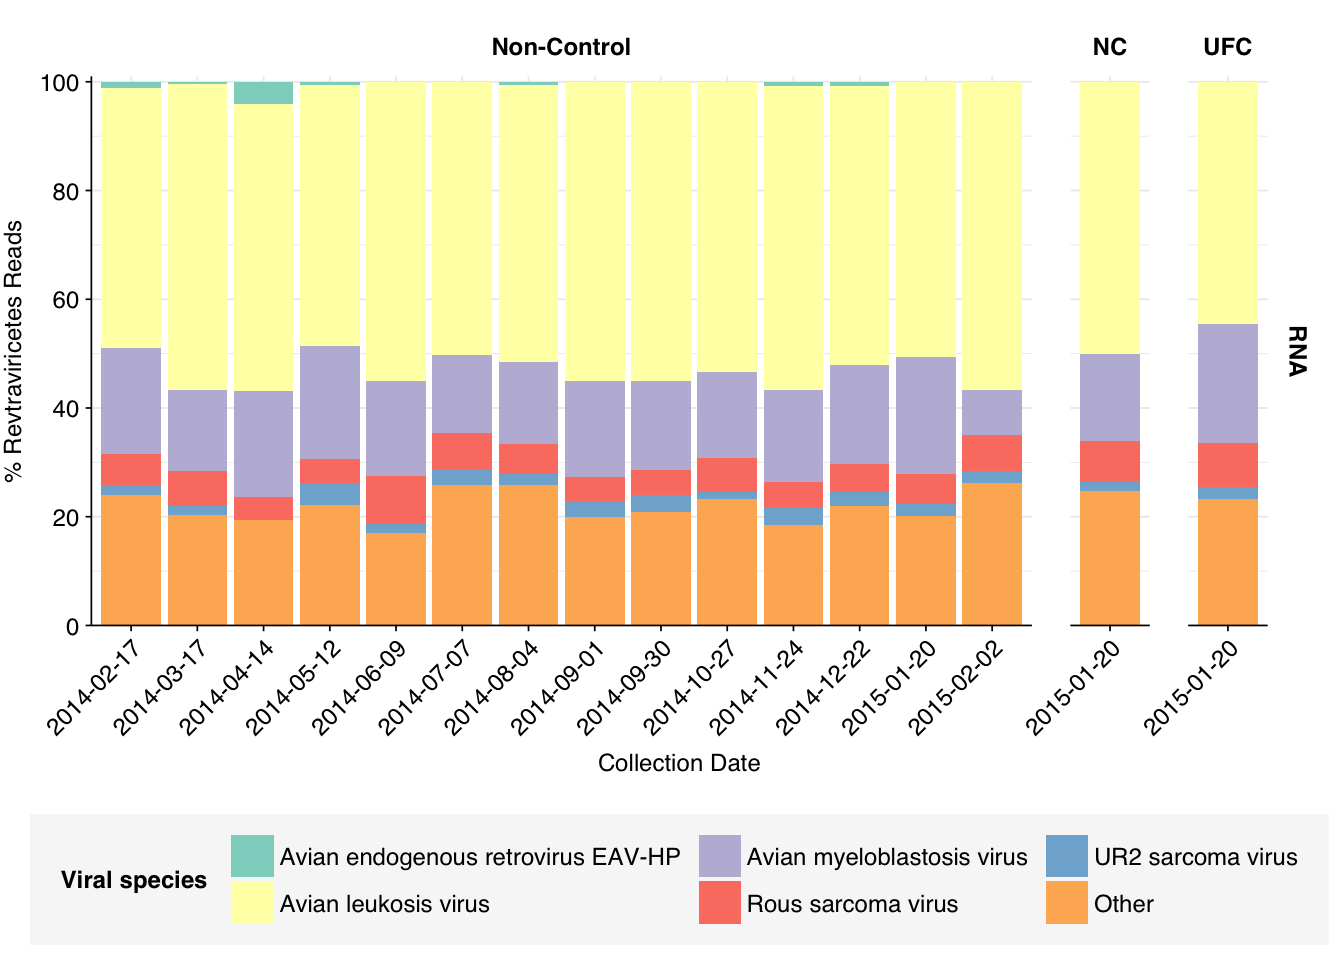 Non-Control
NC
UFC
% Revtraviricetes Reads
100
80
60
40
20
0
RNA
2014-02-17
2014-03-17
2014-04-14
2014-05-12
2014-06-09
2014-07-07
2014-08-04
2014-09-01
2014-09-30
2014-10-27
2014-11-24
2014-12-22
2015-01-20
2015-02-02
2015-01-20
2015-01-20
Collection Date
Viral species
Avian endogenous retrovirus EAV-HP
Avian leukosis virus
Avian myeloblastosis virus
Rous sarcoma virus
UR2 sarcoma virus
Other